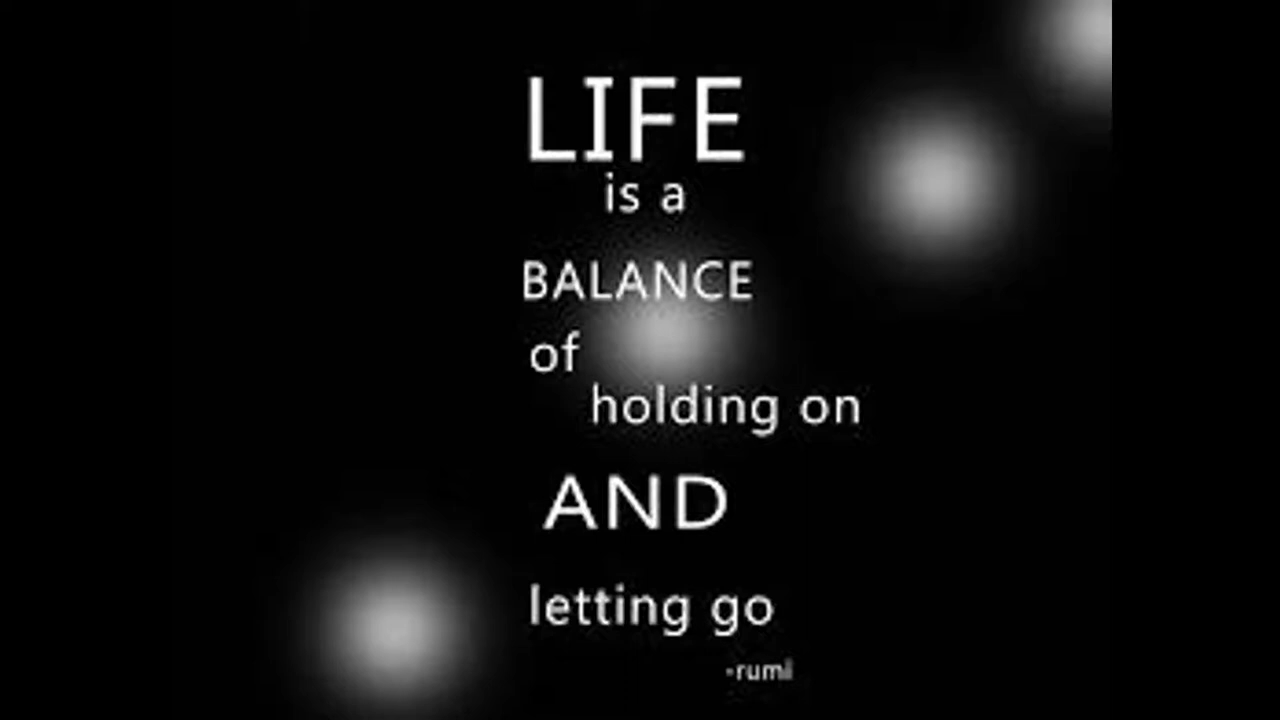 LIFE
is a
BALANCE
of
holding on
AND
letting go
-rumi